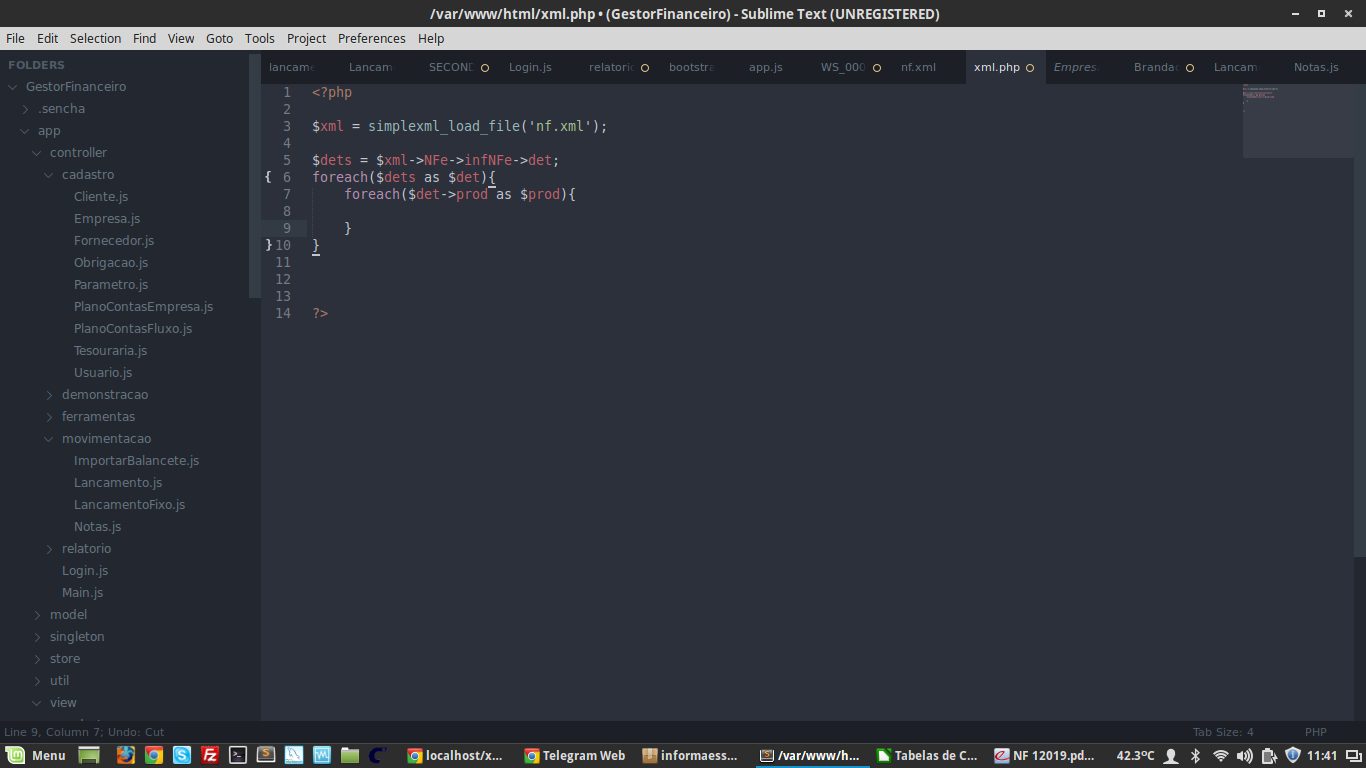 /var/www/html/xml.php • (GestorFinanceiro) - Sublime Text (UNREGISTERED)
File Edit Selection Find View Goto Tools Project Preferences Help
FOLDERS
GestorFinanceiro
.sencha
app
controller
cadastro
Cliente.js
Empresa.js
Fornecedor.js
Obrigacao.js
Parametro.js
PlanoContasEmpresa.js
PlanoContasFluxo.js
Tesouraria.js
Usuario.js
demonstracao
ferramentas
movimentacao
ImportarBalancete.js
Lancamento.js
LancamentoFixo.js
Notas.js
relatorio
Login.js
Main.js
model
singleton
store
util
view
lancame Lancam SECOND Login.js relatorio bootstra app.js WS_000 nf.xml xml.php Empres Brandao Lancam Notas.js
1 <?php
2
3 $xml = simplexml_load_file('nf.xml');
4
5 $dets = $xml->NFe->infNFe->det;
{ 6 foreach($dets as $det){
7 foreach($det->prod as $prod){
8
9 }
}10 }
11
12
13
14 ?>
Line 9, Column 7; Undo: Cut Tab Size: 4 PHP
Menu localhost/x... Telegram Web informaess... /var/www/h... Tabelas de C... NF 12019.pd... 42.3ºC 11:41